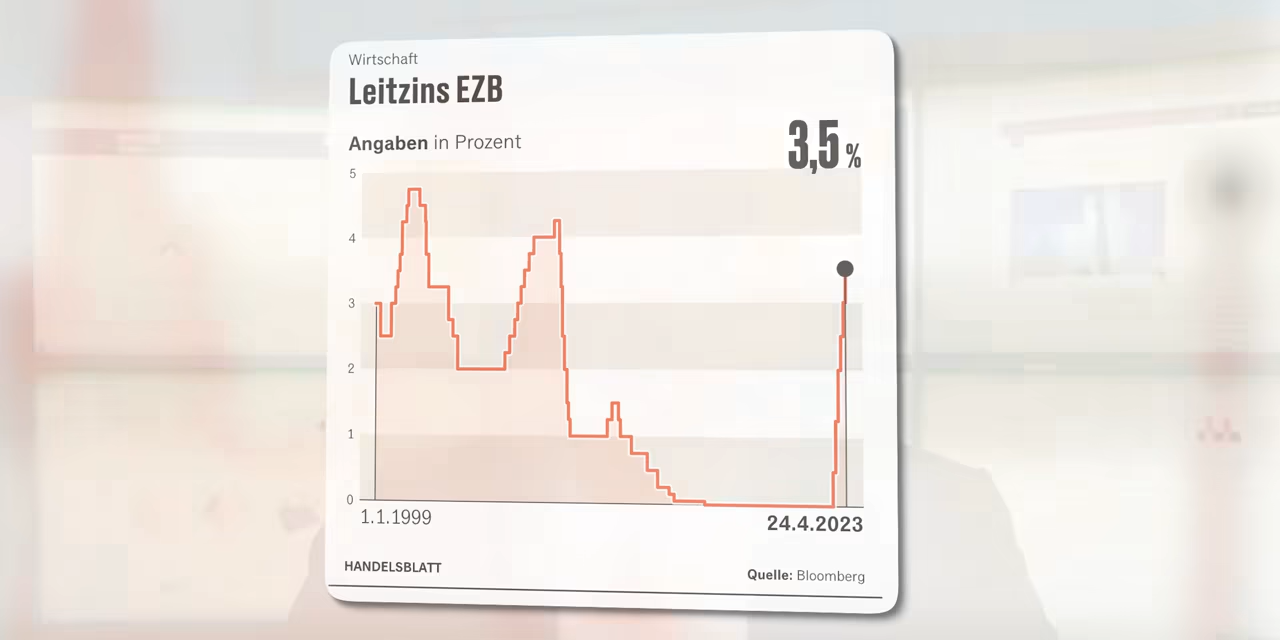 Wirtschaft
Leitzins EZB
Angaben in Prozent
3,5 %
5
4
3
2
1
0
1.1.1999
24.4.2023
HANDELSBLATT
Quelle: Bloomberg